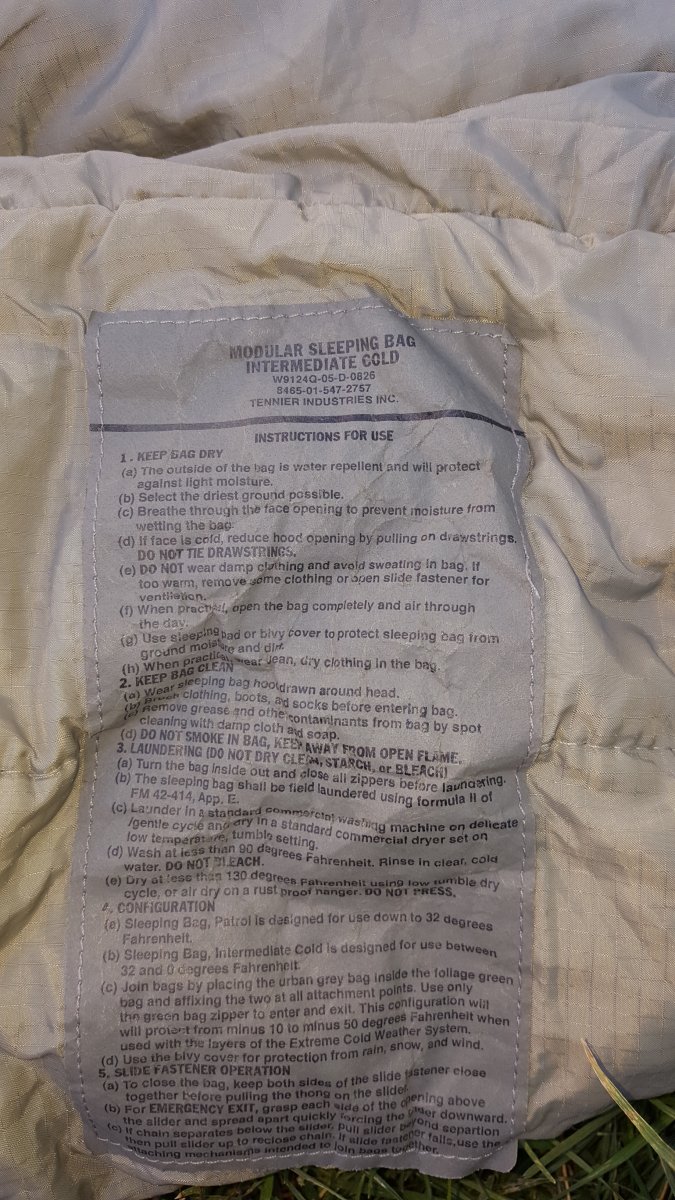 MODULAR SLEEPING BAG
INTERMEDIATE COLD
W9124Q-05-D-0826
8465-01-547-2757
TENNIER INDUSTRIES INC.
INSTRUCTIONS FOR USE
1. KEEP BAG DRY
(a) The outside of the bag is water repellent and will protect
against light moisture.
(b) Select the driest ground possible.
(c) Breathe through the face opening to prevent moisture from
wetting the bag.
(d) If face is cold, reduce hood opening by pulling on drawstrings.
DO NOT TIE DRAWSTRINGS.
(e) DO NOT wear damp clothing and avoid sweating in bag. If
too warm, remove some clothing or open slide fastener for
ventilation.
(f) When practical, open the bag completely and air through
the day.
(g) Use sleeping pad or bivy cover to protect sleeping bag from
ground moisture and dirt.
(h) When practical, wear clean, dry clothing in the bag.
2. KEEP BAG CLEAN
(a) Wear sleeping bag hood drawn around head.
(b) Brush clothing, boots, and socks before entering bag.
(c) Remove grease and other contaminants from bag by spot
cleaning with damp cloth and soap.
(d) DO NOT SMOKE IN BAG, KEEP AWAY FROM OPEN FLAME.
3. LAUNDERING (DO NOT DRY CLEAN, STARCH, or BLEACH)
(a) Turn the bag inside out and close all zippers before laundering.
(b) The sleeping bag shall be field laundered using formula II of
FM 42-414, App. E.
(c) Launder in a standard commercial washing machine on delicate
/gentle cycle and dry in a standard commercial dryer set on
low temperature, tumble setting.
(d) Wash at less than 90 degrees Fahrenheit. Rinse in clear, cold
water. DO NOT BLEACH.
(e) Dry at less than 130 degrees Fahrenheit using low tumble dry
cycle, or air dry on a rust proof hanger. DO NOT PRESS.
4. CONFIGURATION
(a) Sleeping Bag, Patrol is designed for use down to 32 degrees
Fahrenheit.
(b) Sleeping Bag, Intermediate Cold is designed for use between
32 and 0 degrees Fahrenheit.
(c) Join bags by placing the urban grey bag inside the foliage green
bag and affixing the two at all attachment points. Use only
the green bag zipper to enter and exit. This configuration will
will protect from minus 10 to minus 50 degrees Fahrenheit when
used with the layers of the Extreme Cold Weather System.
(d) Use the bivy cover for protection from rain, snow, and wind.
5. SLIDE FASTENER OPERATION
(a) To close the bag, keep both sides of the slide fastener close
together before pulling the thong on the slider.
(b) For EMERGENCY EXIT, grasp each side of the opening above
the slider and spread apart quickly forcing the slider downward.
(c) If chain separates below the slider, pull slider beyond separtion
then pull slider up to reclose chain. If slide fastener fails, use the
attaching mechanisms intended to join bags together.